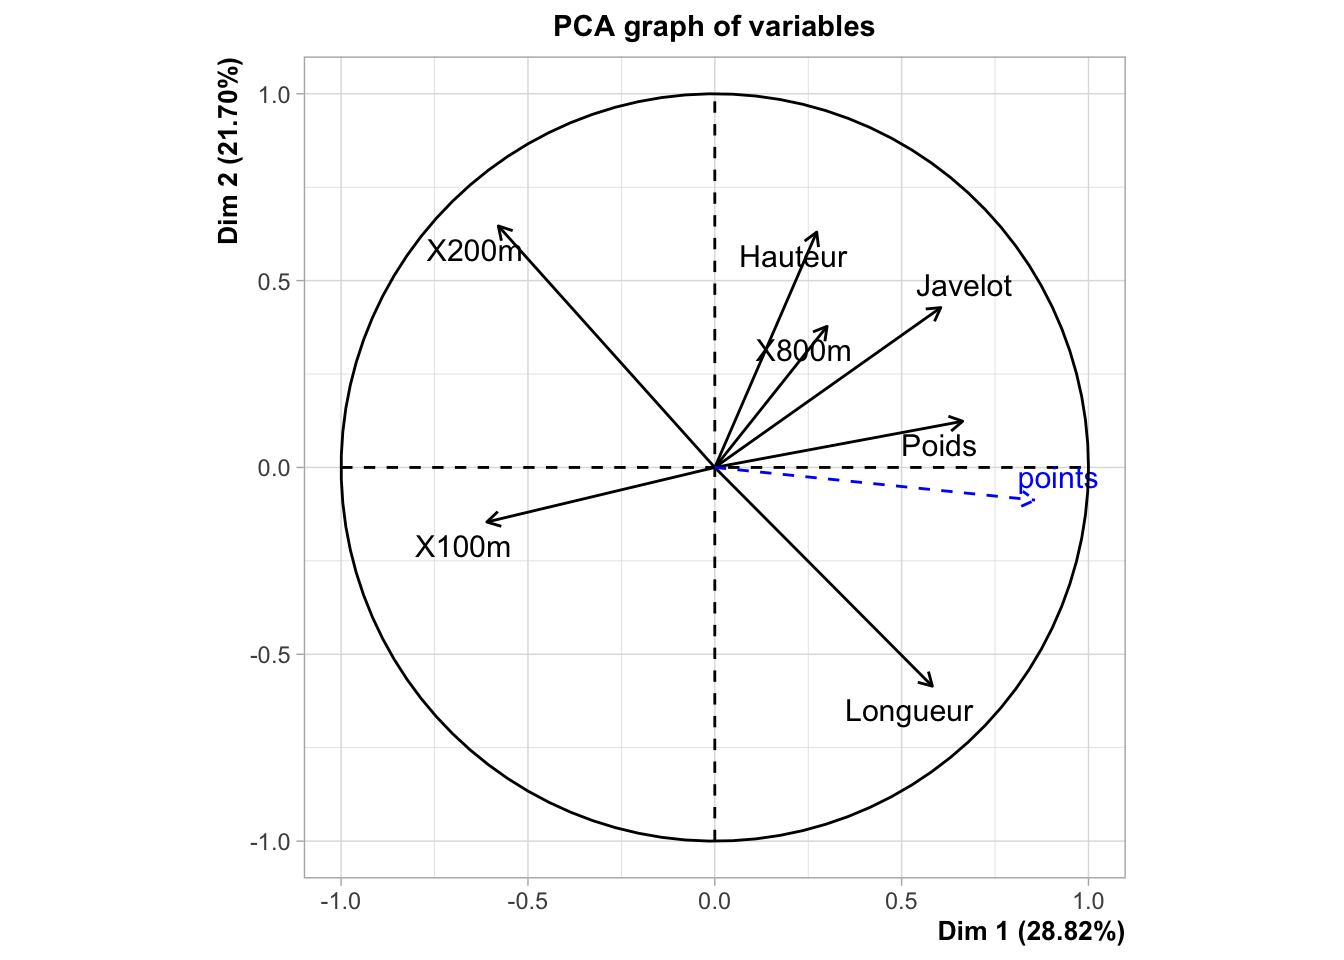 PCA graph of variables
Dim 2 (21.70%)
1.0
0.5
0.0
-0.5
-1.0
X200m
Hauteur
Javelot
X800m
Poids
points
X100m
Longueur
-1.0 -0.5 0.0 0.5 1.0
Dim 1 (28.82%)